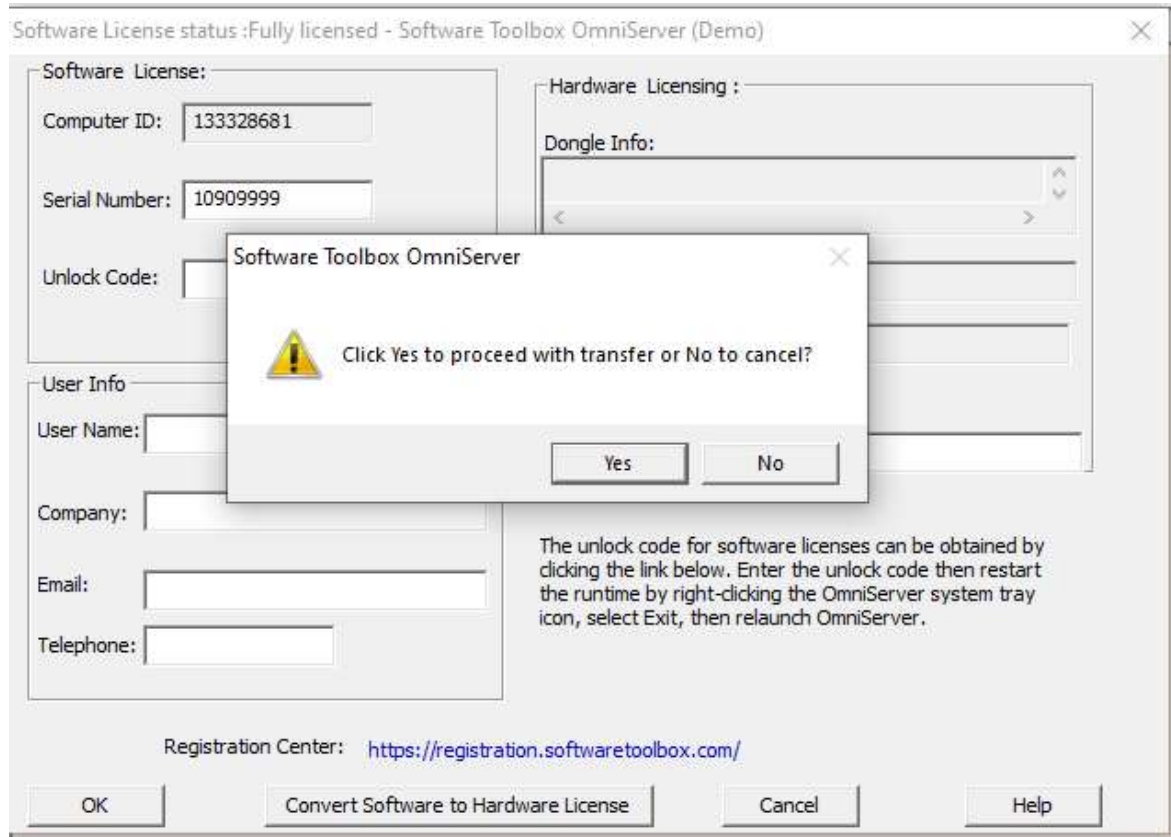 Software License status :Fully licensed - Software Toolbox OmniServer (Demo)
Software License:
Computer ID: 133328681
Serial Number: 10909999
Unlock Code:
Hardware Licensing :
Dongle Info:
Software Toolbox OmniServer
Click Yes to proceed with transfer or No to cancel?
Yes No
User Info
User Name:
Company:
Email:
Telephone:
The unlock code for software licenses can be obtained by
clicking the link below. Enter the unlock code then restart
the runtime by right-clicking the OmniServer system tray
icon, select Exit, then relaunch OmniServer.
Registration Center: https://registration.softwaretoolbox.com/
OK Convert Software to Hardware License Cancel Help